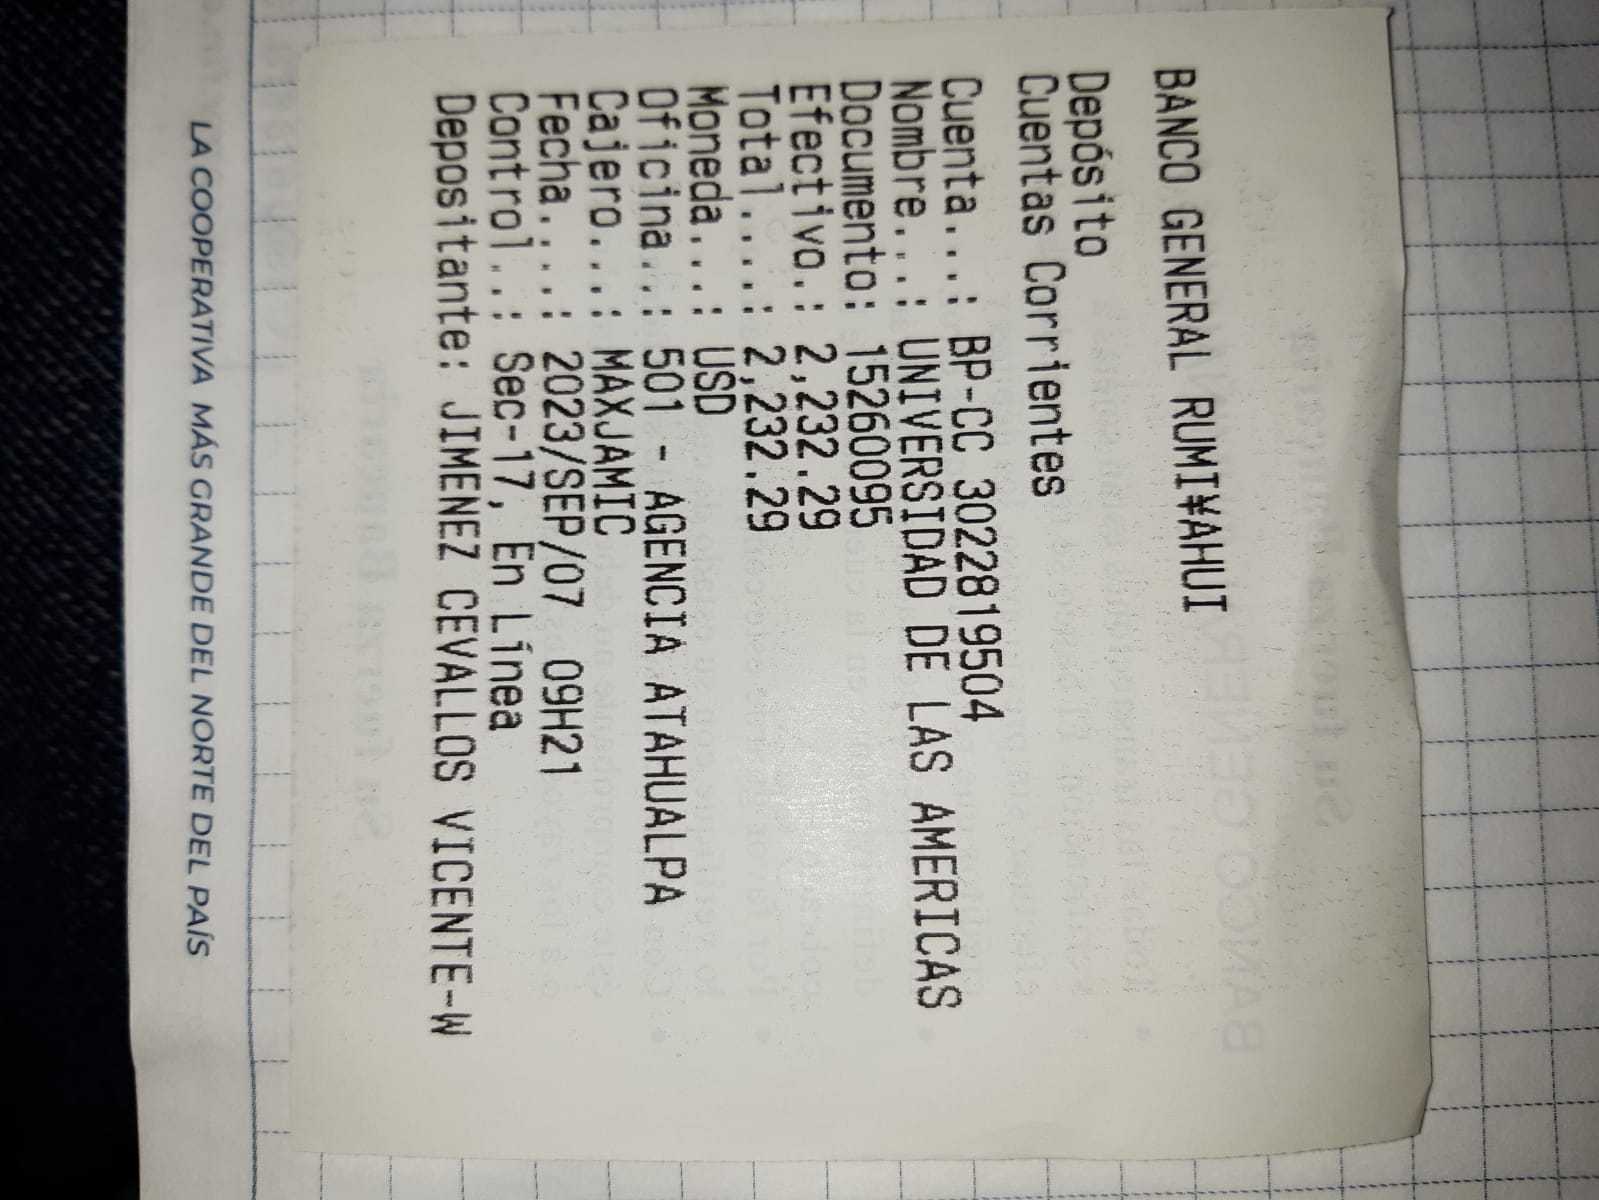 BANCO GENERAL RUMI¥AHUI
Depósito
Cuentas Corrientes
Cuenta...: BP-CC 3022819504
Nombre...: UNIVERSIDAD DE LAS AMERICAS
Documento: 15260095
Efectivo.: 2,232.29
Total....: 2,232.29
Moneda...: USD
Oficina..: 501 - AGENCIA ATAHUALPA
Cajero...: MAXJAMIC
Fecha....: 2023/SEP/07 09H21
Control..: Sec-17, En Línea
Depositante: JIMENEZ CEVALLOS VICENTE-W
LA COOPERATIVA MÁS GRANDE DEL NORTE DEL PAÍS